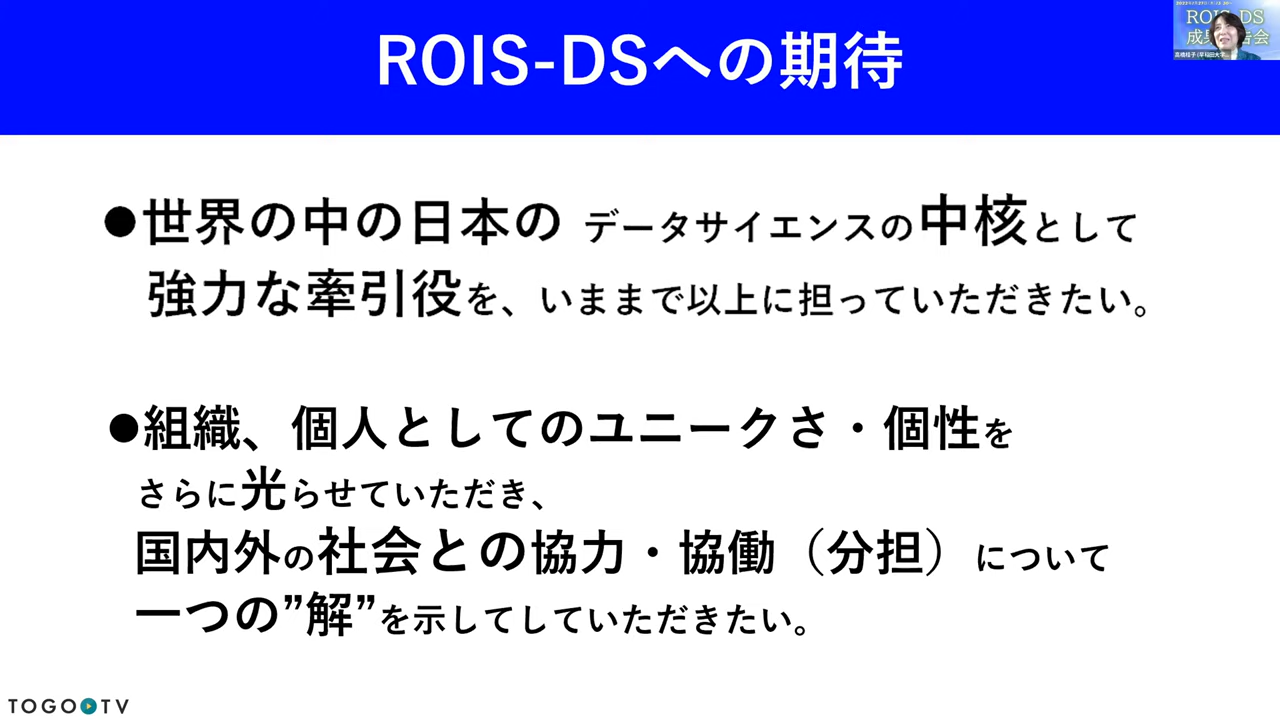 ROIS-DSへの期待
ROIS-DS
●世界の中の日本の データサイエンスの中核として
強力な牽引役を、いままで以上に担っていただきたい。
●組織、個人としてのユニークさ・個性を
さらに光らせていただき、
国内外の社会との協力・協働（分担）について
一つの”解”を示してしていただきたい。
TOGO TV